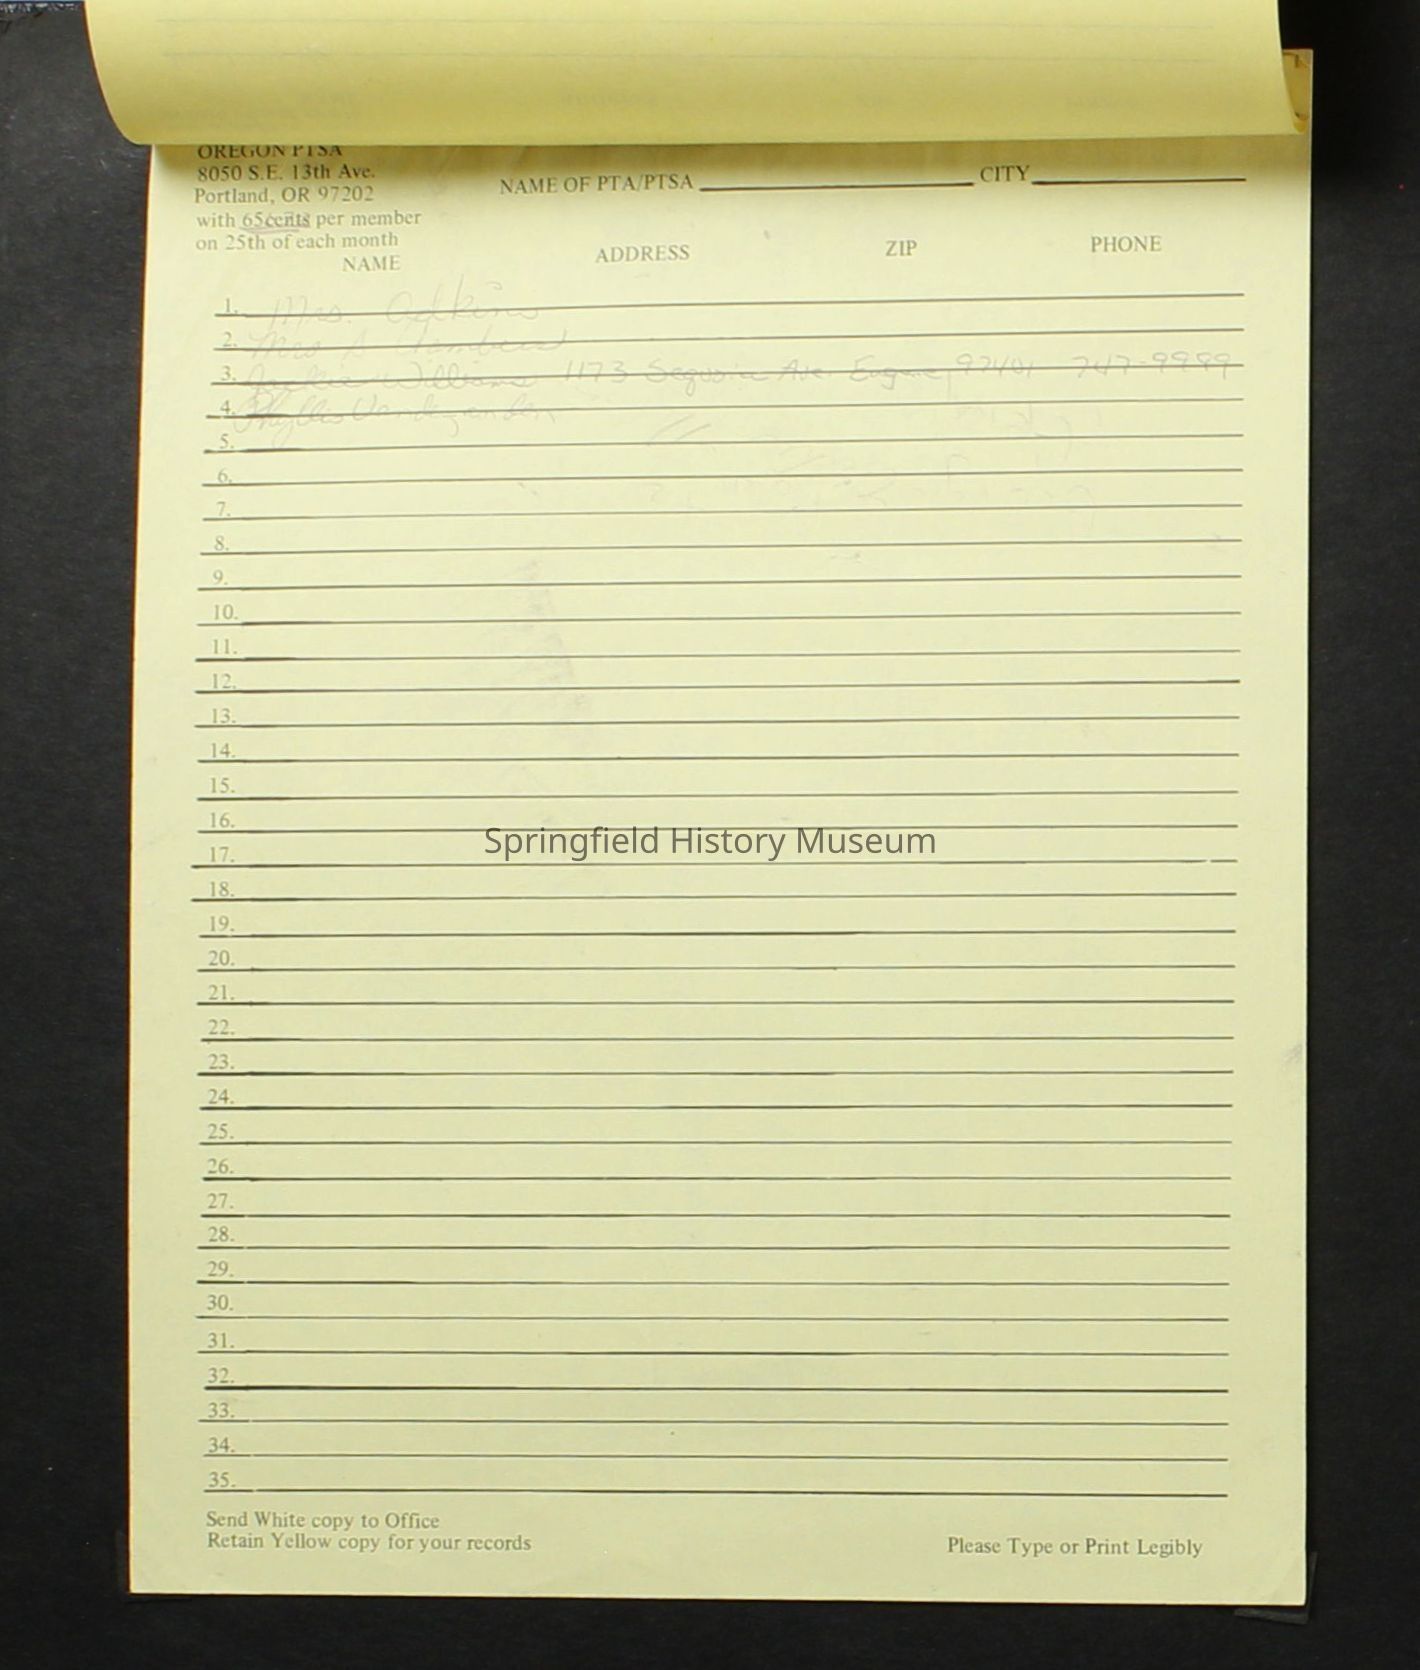 OREGON PTSA
8050 S.E. 13th Ave.
Portland, OR 97202
with 65cents per member
on 25th of each month
NAME OF PTA/PTSA CITY
NAME ADDRESS ZIP PHONE
1. Mrs. Adkins
2. Mrs
3. Jackie Williams 1173 Sequoia Ave. Eugene 97401 747-9999
4. Phyllis
5.
6.
7.
8.
9.
10.
11.
12.
13.
14.
15.
16.
Springfield History Museum
17.
18.
19.
20.
21.
22.
23.
24.
25.
26.
27.
28.
29.
30.
31.
32.
33.
34.
35.
Send White copy to Office
Retain Yellow copy for your records
Please Type or Print Legibly